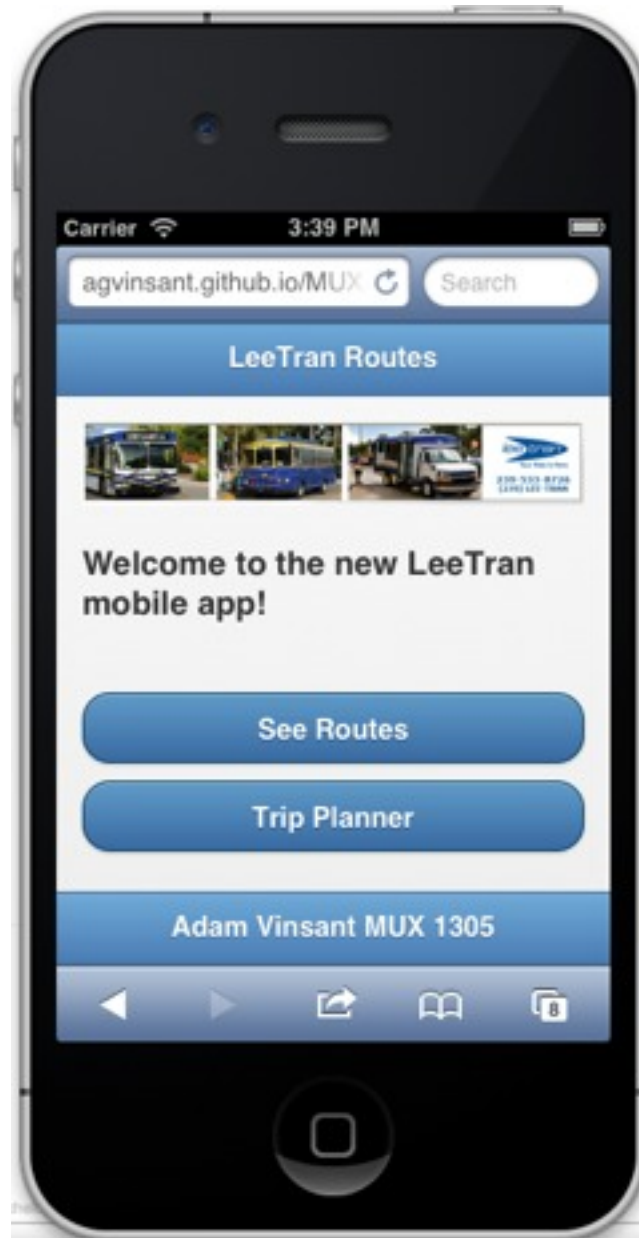 Carrier 3:39 PM
agvinsant.github.io/MUX Search
LeeTran Routes
Welcome to the new LeeTran
mobile app!
See Routes
Trip Planner
Adam Vinsant MUX 1305
8